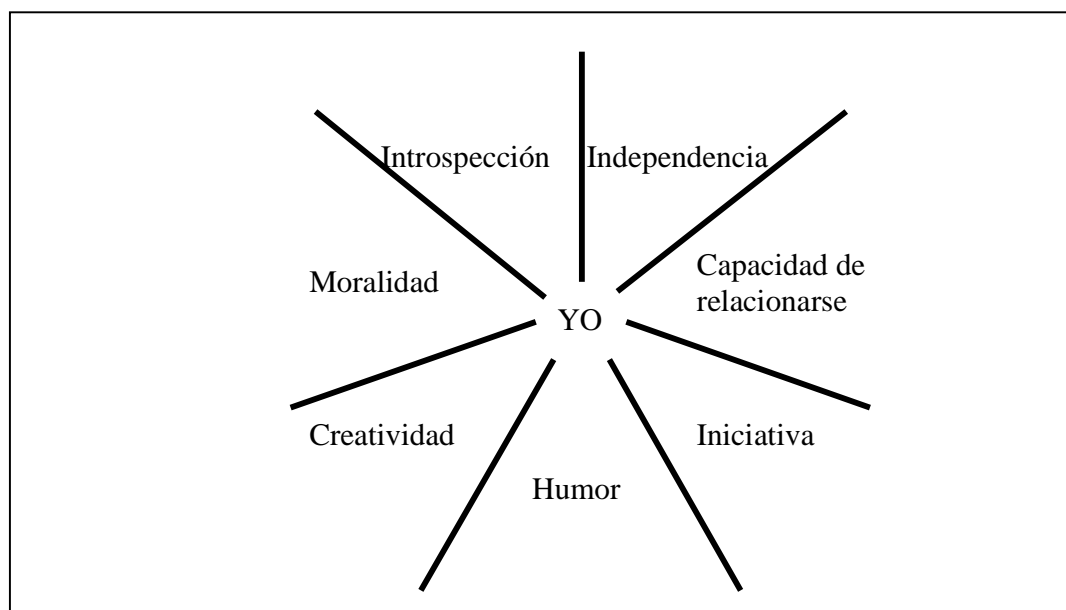 Introspección
Independencia
Moralidad
Capacidad de
relacionarse
YO
Creatividad
Iniciativa
Humor